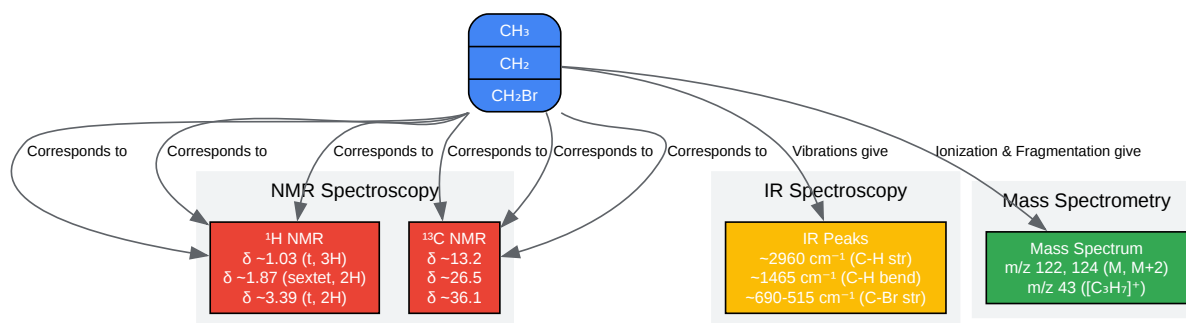 CH₃
CH₂
CH₂Br
Corresponds to
Corresponds to
Corresponds to
Corresponds to
Corresponds to
Corresponds to
Vibrations give
Ionization & Fragmentation give
NMR Spectroscopy
¹H NMR
δ ~1.03 (t, 3H)
δ ~1.87 (sextet, 2H)
δ ~3.39 (t, 2H)
¹³C NMR
δ ~13.2
δ ~26.5
δ ~36.1
IR Spectroscopy
IR Peaks
~2960 cm⁻¹ (C-H str)
~1465 cm⁻¹ (C-H bend)
~690-515 cm⁻¹ (C-Br str)
Mass Spectrometry
Mass Spectrum
m/z 122, 124 (M, M+2)
m/z 43 ([C₃H₇]⁺)